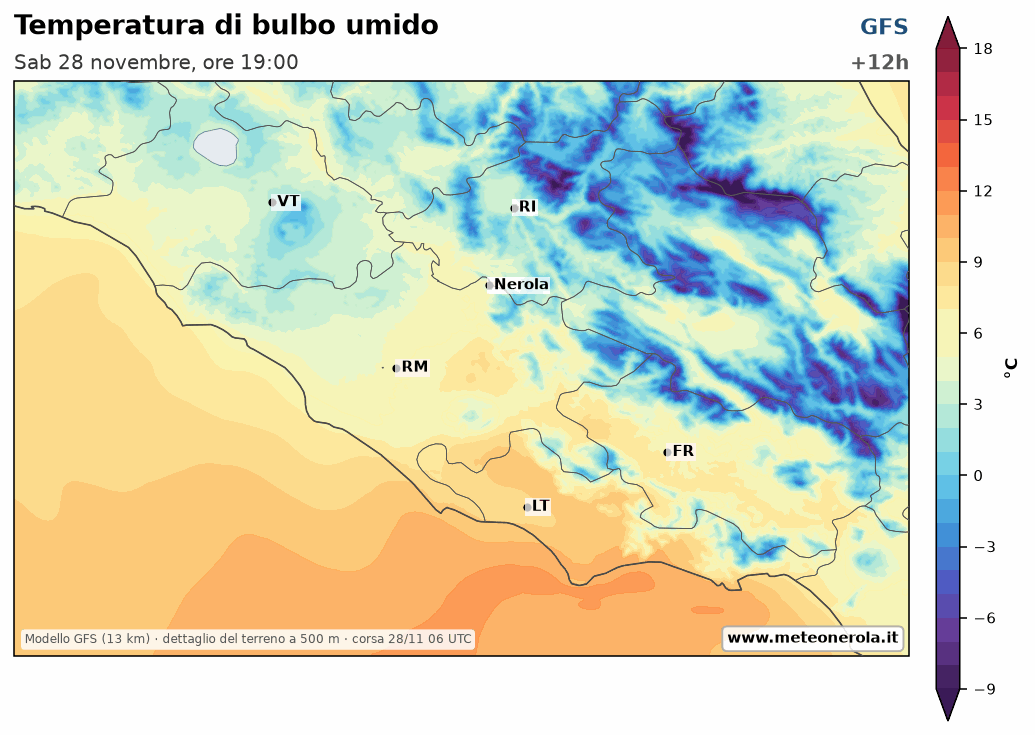 Temperatura di bulbo umido
GFS
Sab 28 novembre, ore 19:00
+12h
VT
RI
Nerola
RM
FR
LT
Modello GFS (13 km) · dettaglio del terreno a 500 m · corsa 28/11 06 UTC
www.meteonerola.it
18
15
12
9
6
3
0
−3
−6
−9
°C